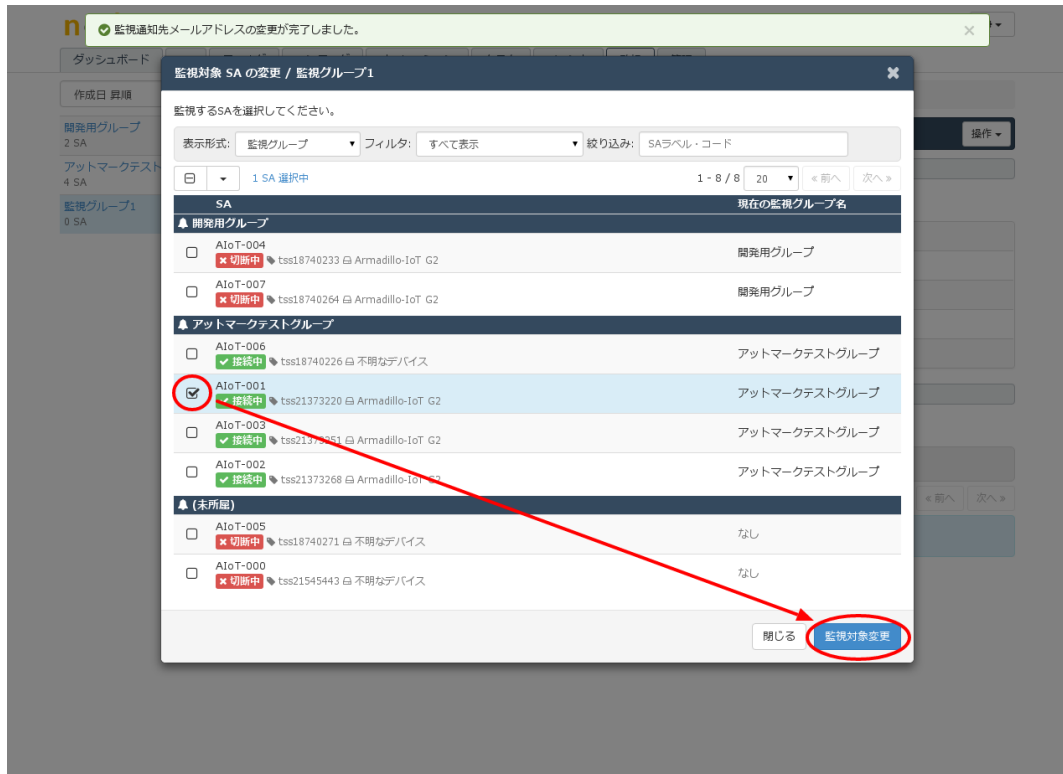 監視通知先メールアドレスの変更が完了しました。 ×
ダッシュボード
監視対象 SA の変更 / 監視グループ1
作成日 昇順
監視するSAを選択してください。
開発用グループ
2 SA
操作
表示形式: 監視グループ フィルタ: すべて表示 絞り込み: SAラベル・コード
アットマークテスト
4 SA
1 SA 選択中 1 - 8 / 8 20 «前へ 次へ»
監視グループ1
0 SA
SA 現在の監視グループ名
開発用グループ
AIoT-004
切断中 tss18740233 Armadillo-IoT G2 開発用グループ
AIoT-007
切断中 tss18740264 Armadillo-IoT G2 開発用グループ
アットマークテストグループ
AIoT-006
接続中 tss18740226 不明なデバイス アットマークテストグループ
AIoT-001
接続中 tss21373220 Armadillo-IoT G2 アットマークテストグループ
AIoT-003
接続中 tss21373251 Armadillo-IoT G2 アットマークテストグループ
AIoT-002
接続中 tss21373268 Armadillo-IoT G2 アットマークテストグループ
(未所屈)
«前へ 次へ»
AIoT-005
切断中 tss18740271 不明なデバイス なし
AIoT-000
切断中 tss21545443 不明なデバイス なし
閉じる 監視対象変更